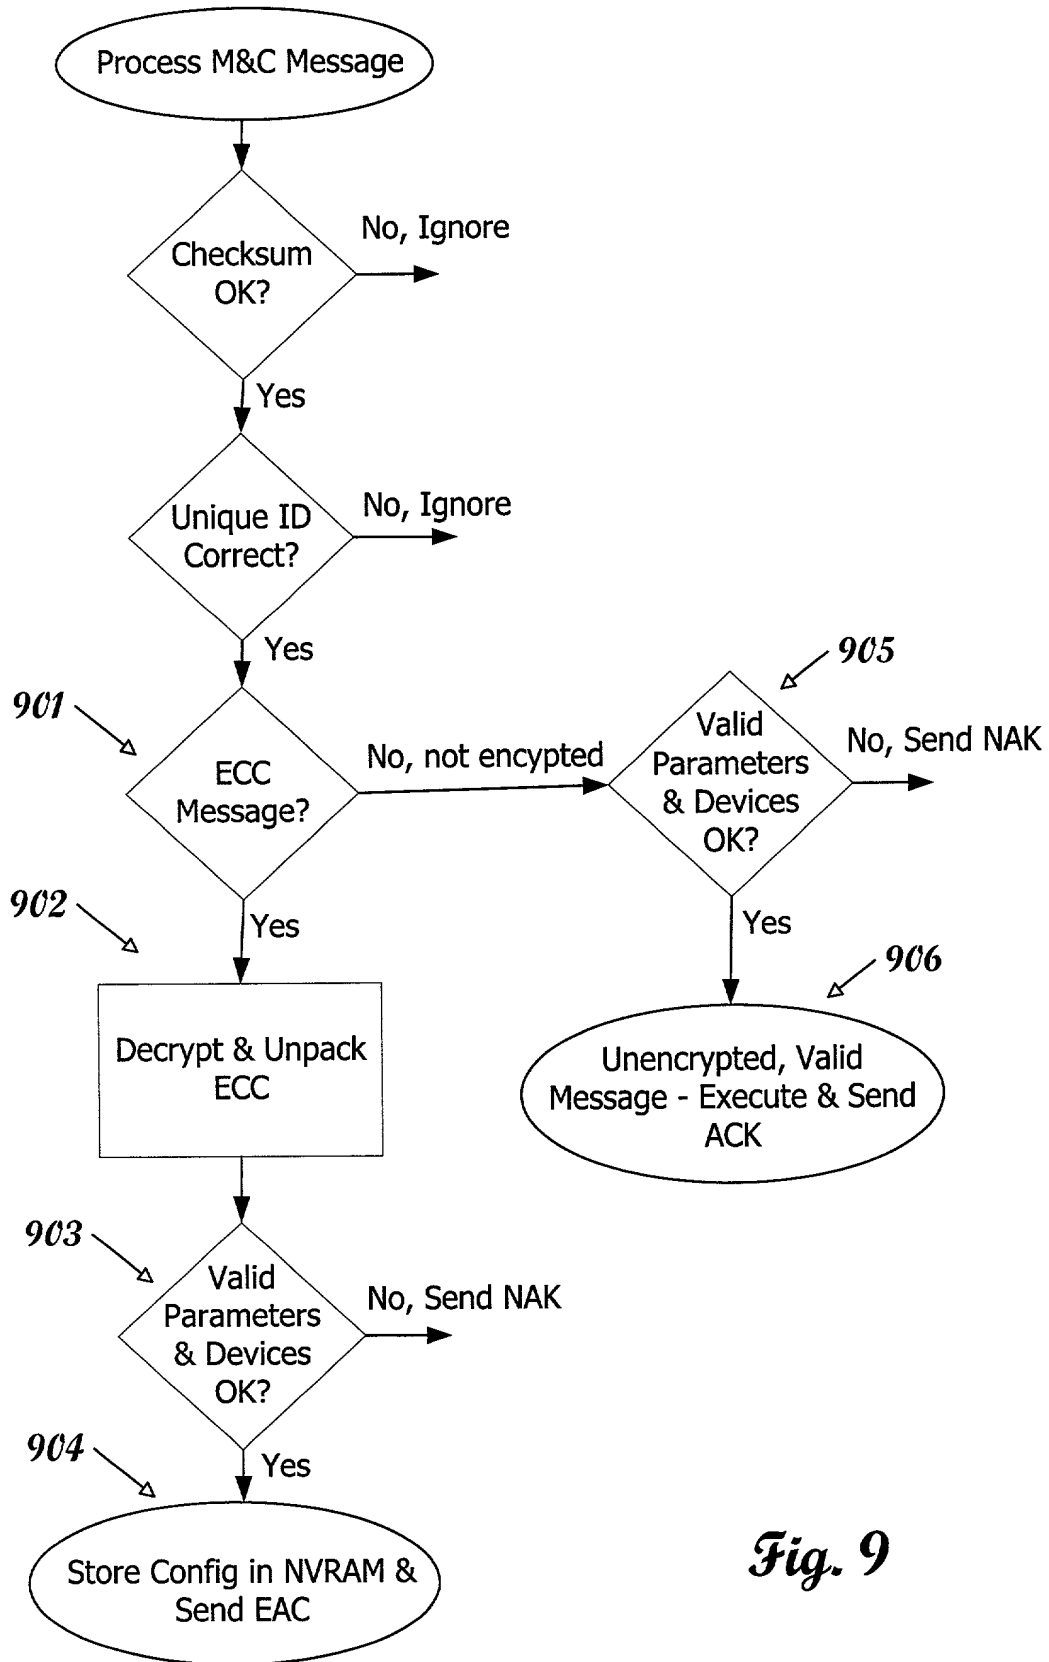 Process M&C Message
Checksum
OK?
No, Ignore
Yes
Unique ID
Correct?
No, Ignore
Yes
901
ECC
Message?
No, not encypted
905
Valid
Parameters
& Devices
OK?
No, Send NAK
Yes
906
Unencrypted, Valid
Message - Execute & Send
ACK
Yes
902
Decrypt & Unpack
ECC
903
Valid
Parameters
& Devices
OK?
No, Send NAK
Yes
904
Store Config in NVRAM &
Send EAC
Fig. 9